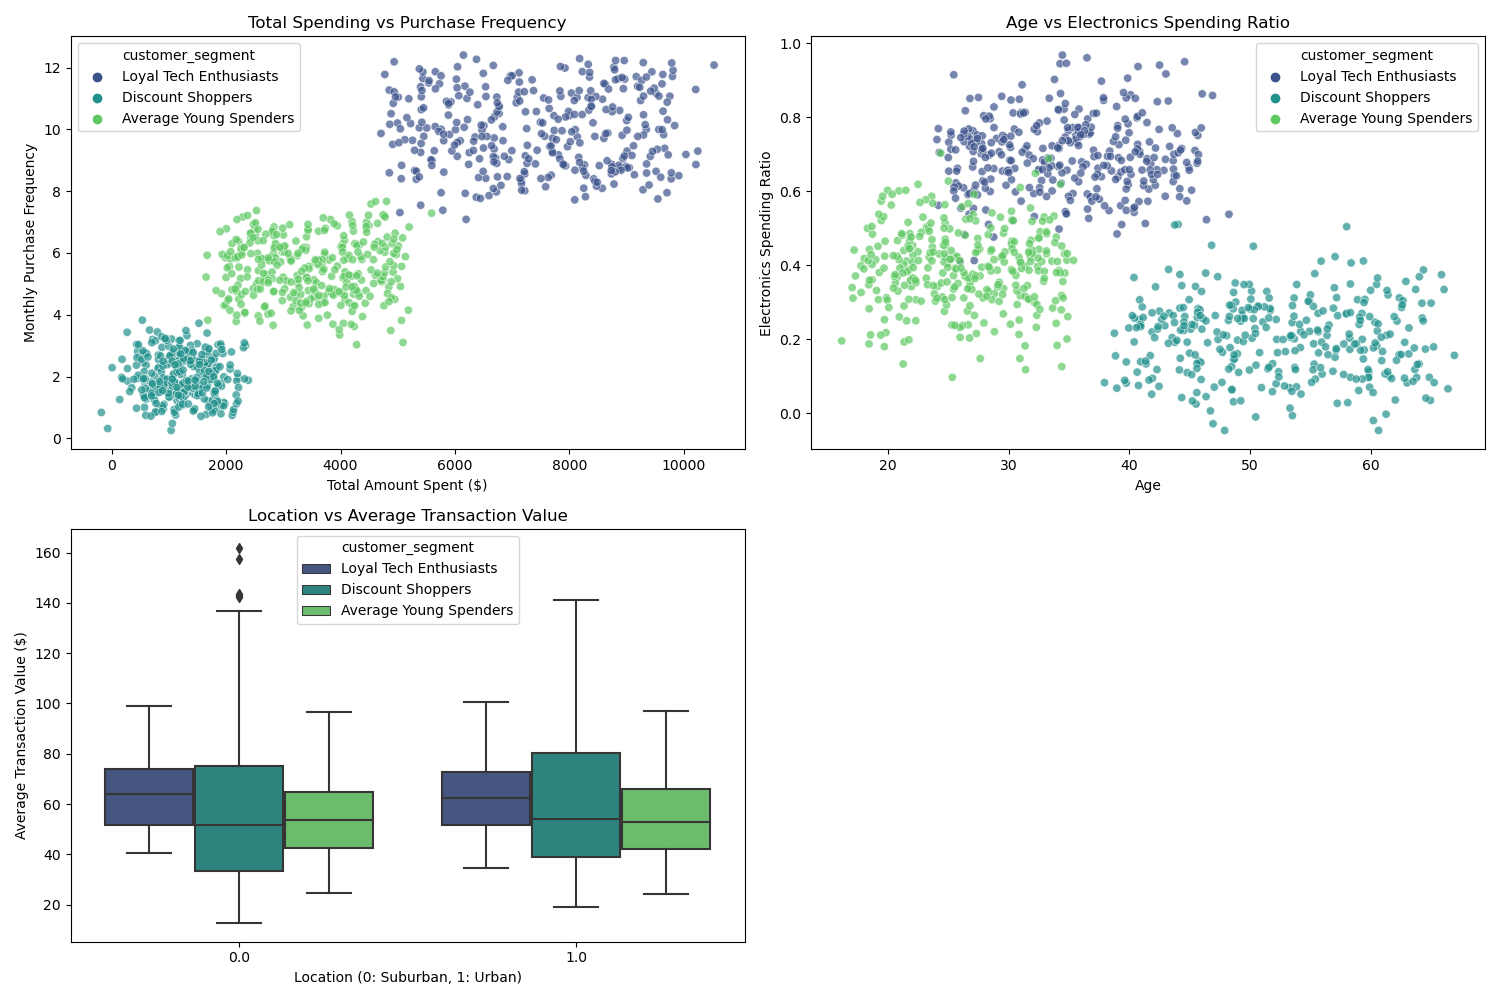 Total Spending vs Purchase Frequency
customer_segment
Loyal Tech Enthusiasts
Discount Shoppers
Average Young Spenders
12
10
8
6
4
2
0
Monthly Purchase Frequency
0 2000 4000 6000 8000 10000
Total Amount Spent ($)
Age vs Electronics Spending Ratio
customer_segment
Loyal Tech Enthusiasts
Discount Shoppers
Average Young Spenders
1.0
0.8
0.6
0.4
0.2
0.0
Electronics Spending Ratio
20 30 40 50 60
Age
Location vs Average Transaction Value
customer_segment
Loyal Tech Enthusiasts
Discount Shoppers
Average Young Spenders
160
140
120
100
80
60
40
20
Average Transaction Value ($)
0.0 1.0
Location (0: Suburban, 1: Urban)